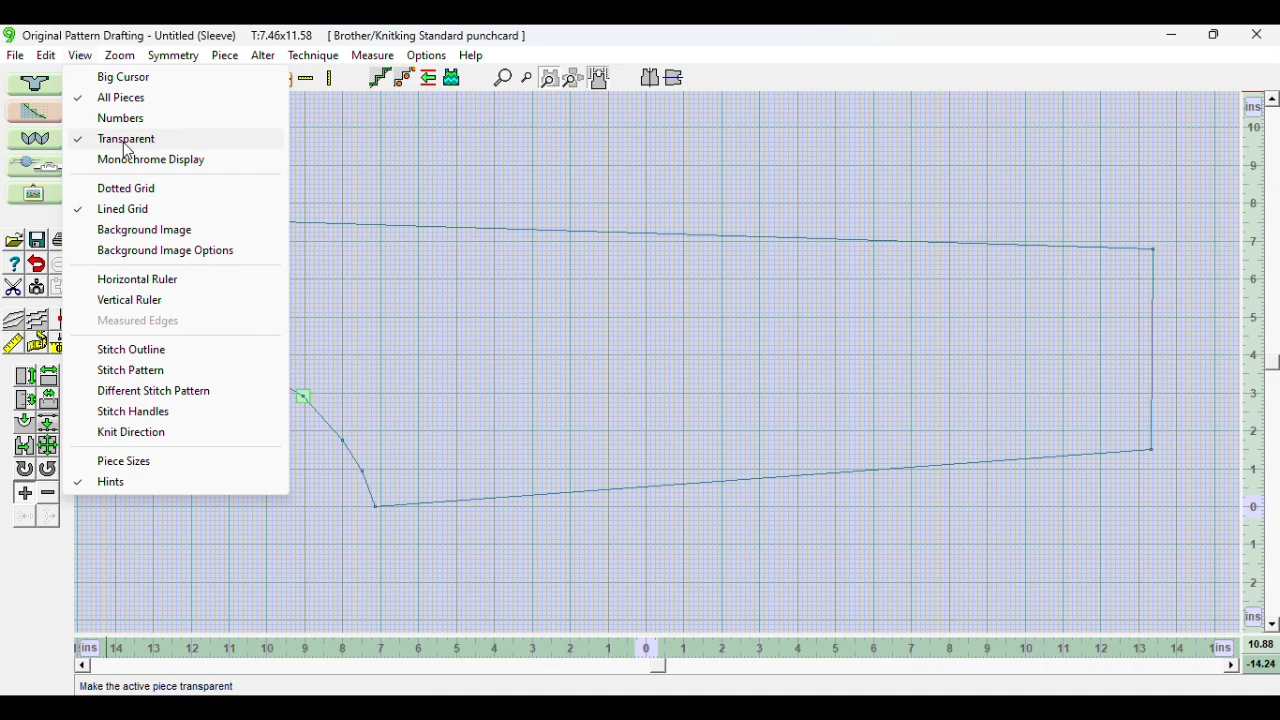 Original Pattern Drafting - Untitled (Sleeve) T:7.46x11.58 [ Brother/Knitking Standard punchcard ]
File Edit View Zoom Symmetry Piece Alter Technique Measure Options Help
Big Cursor
All Pieces
Numbers
Transparent
Monochrome Display
Dotted Grid
Lined Grid
Background Image
Background Image Options
Horizontal Ruler
Vertical Ruler
Measured Edges
Stitch Outline
Stitch Pattern
Different Stitch Pattern
Stitch Handles
Knit Direction
Piece Sizes
Hints
ins
10
9
8
7
6
5
4
3
2
1
0
1
2
ins
ins 14 13 12 11 10 9 8 7 6 5 4 3 2 1 0 1 2 3 4 5 6 7 8 9 10 11 12 13 14 ins
10.88
-14.24
Make the active piece transparent